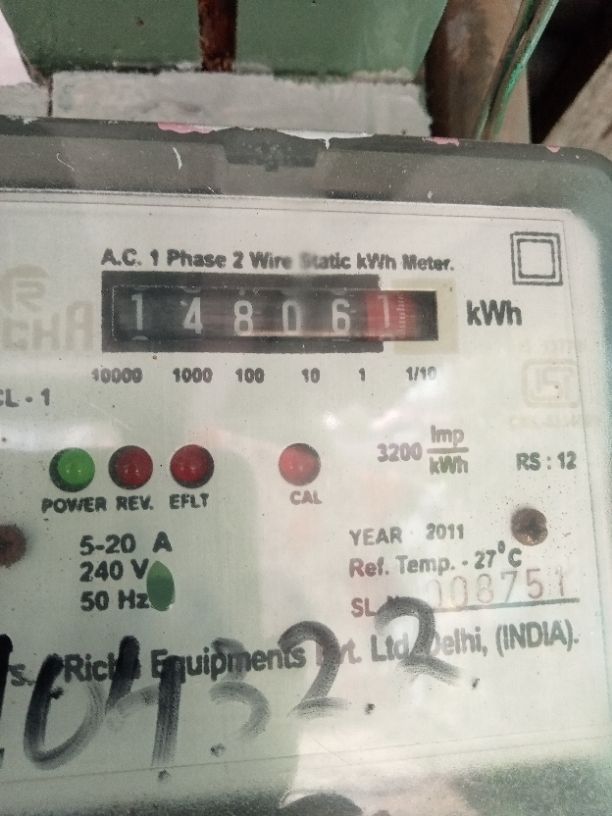 A.C. 1 Phase 2 Wire Static kWh Meter.
1 4 8 0 6 1 kWh
10000 1000 100 10 1 1/10
CL - 1
3200 Imp/kWh RS : 12
POWER REV. EFLT CAL
5-20 A
240 V
50 Hz
YEAR 2011
Ref. Temp. - 27°C
SL. 008751
Richa Equipments Pvt. Ltd. Delhi, (INDIA).